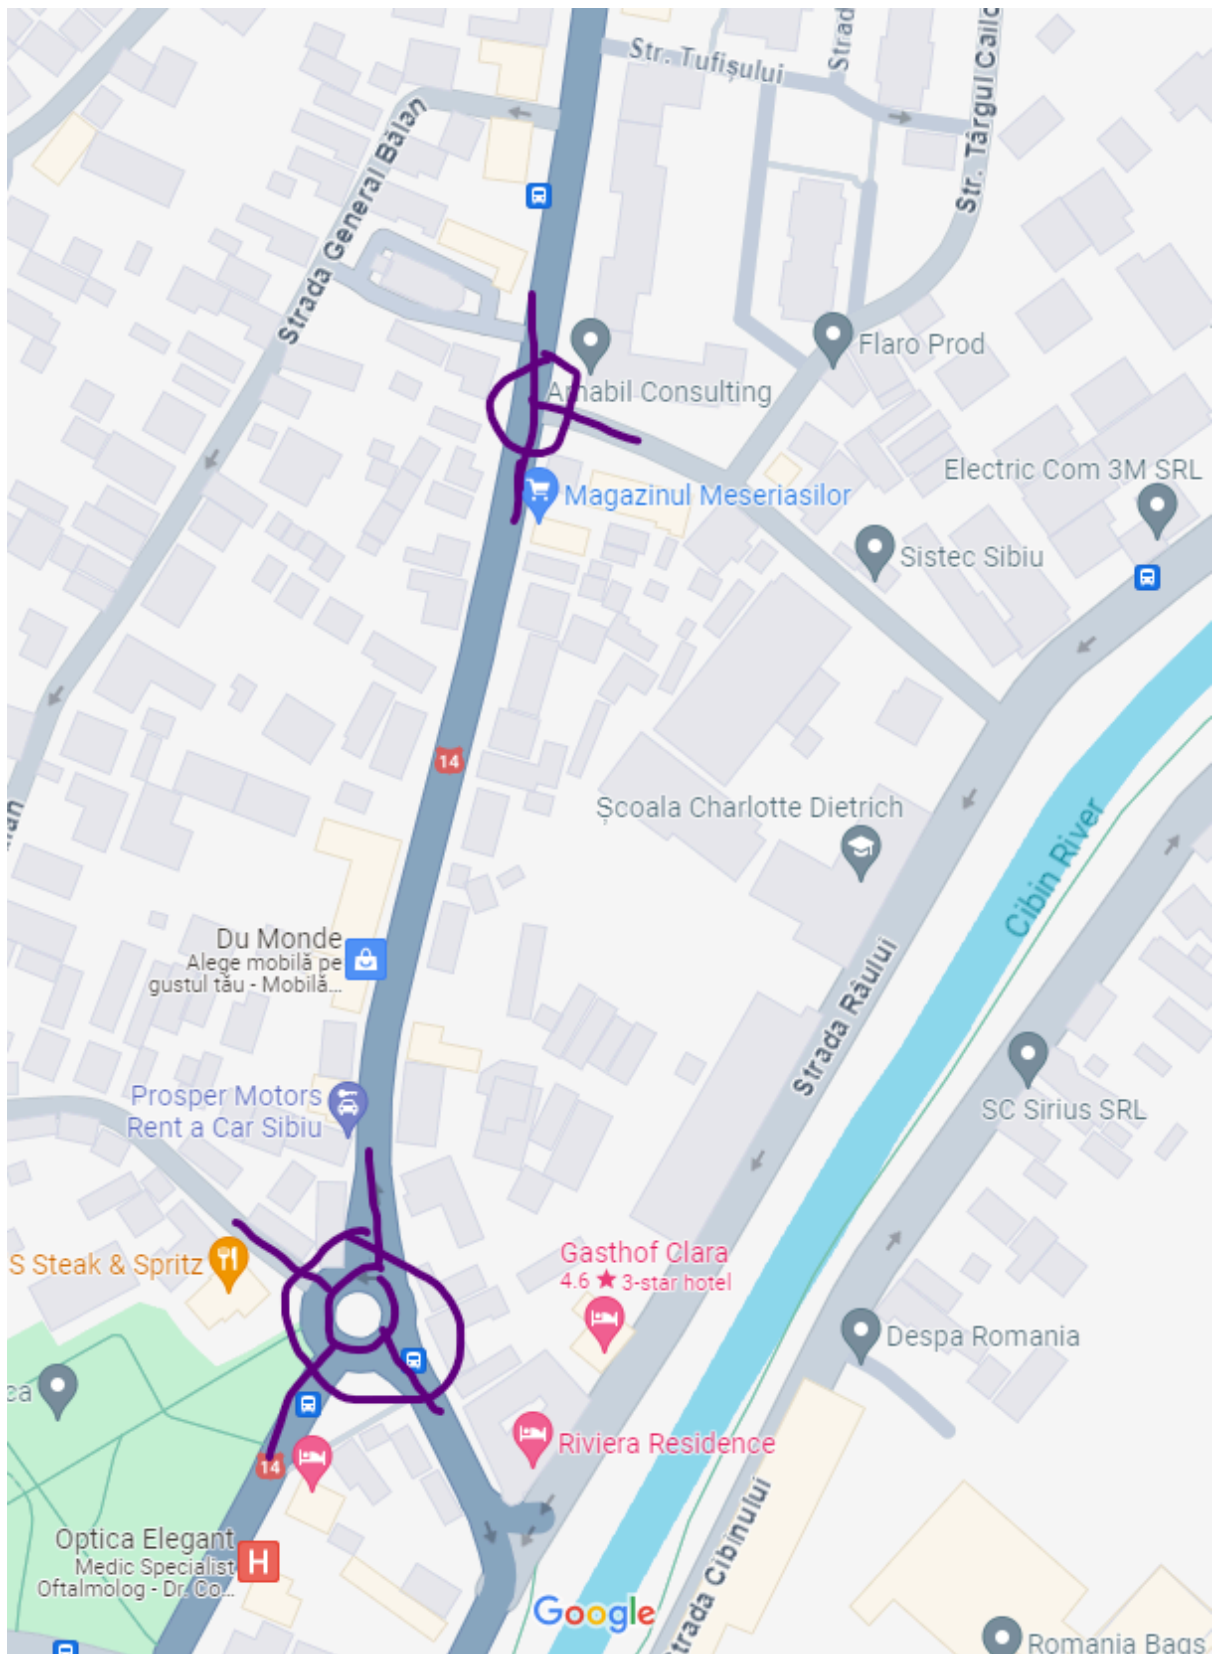 Str. Tufișului
Strad
Str. Târgul Cailo
Strada General Bălan
Flaro Prod
Amabil Consulting
Electric Com 3M SRL
Magazinul Meseriasilor
Sistec Sibiu
14
Școala Charlotte Dietrich
Cibin River
Du Monde
Alege mobilă pe
gustul tău - Mobilă...
Strada Râului
Prosper Motors
Rent a Car Sibiu
SC Sirius SRL
S Steak & Spritz
Gasthof Clara
4.6 ★ 3-star hotel
Despa Romania
ca
Riviera Residence
14
Optica Elegant
Medic Specialist
Oftalmolog - Dr. Co...
H
Google
trada Cibinului
Romania Bags